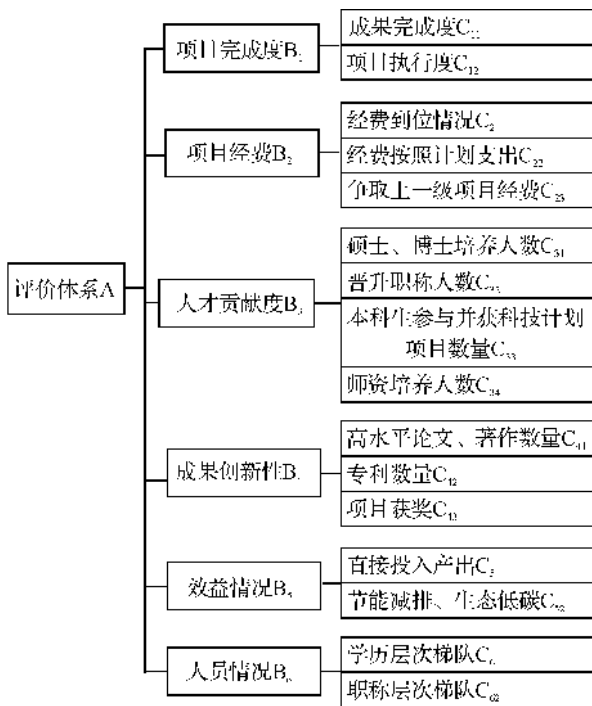 项目完成度B₁
成果完成度C₁₁
项目执行度C₁₂
项目经费B₂
经费到位情况C₂
经费按照计划支出C₂₂
争取上一级项目经费C₂₃
评价体系A
人才贡献度B₃
硕士、博士培养人数C₃₁
晋升职称人数C₃₂
本科生参与并获科技计划
项目数量C₃₃
师资培养人数C₃₄
成果创新性B
高水平论文、著作数量C₄₁
专利数量C₄₂
项目获奖C₄₃
效益情况B₅
直接投入产出C₅
节能减排、生态低碳C₅₂
人员情况B₆
学历层次梯队C₆
职称层次梯队C₆₂